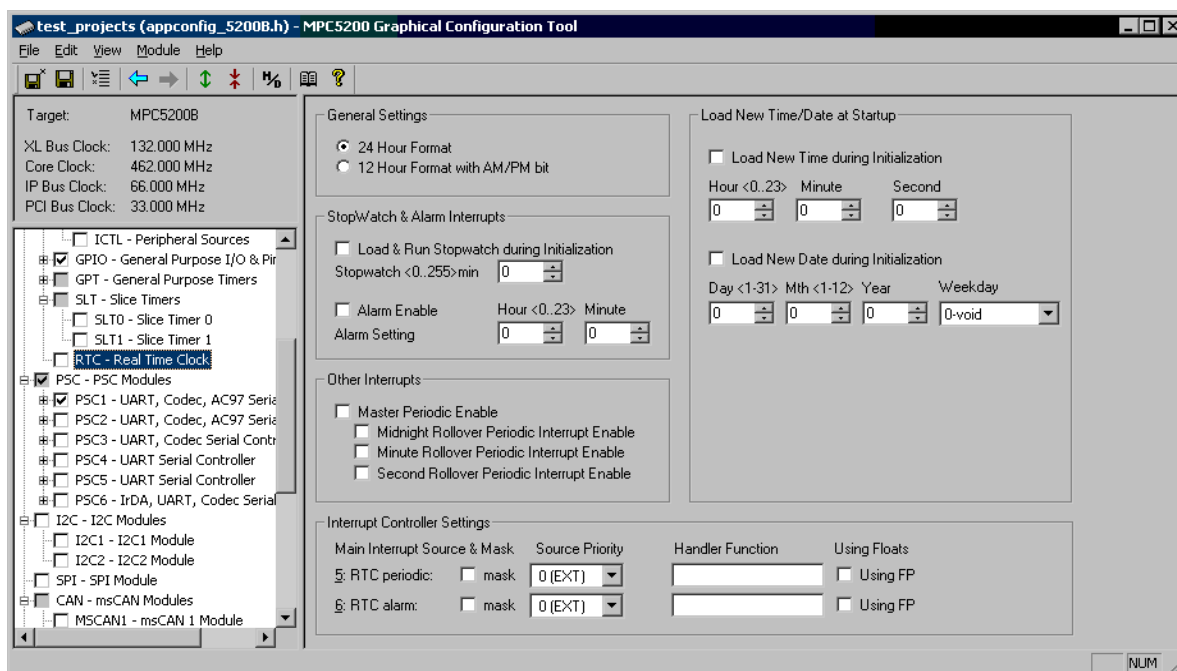 test_projects (appconfig_5200B.h) - MPC5200 Graphical Configuration Tool
File Edit View Module Help
H/D
Target: MPC5200B
XL Bus Clock: 132.000 MHz
Core Clock: 462.000 MHz
IP Bus Clock: 66.000 MHz
PCI Bus Clock: 33.000 MHz
ICTL - Peripheral Sources
GPIO - General Purpose I/O & Pir
GPT - General Purpose Timers
SLT - Slice Timers
SLT0 - Slice Timer 0
SLT1 - Slice Timer 1
RTC - Real Time Clock
PSC - PSC Modules
PSC1 - UART, Codec, AC97 Seria
PSC2 - UART, Codec, AC97 Seria
PSC3 - UART, Codec Serial Contr
PSC4 - UART Serial Controller
PSC5 - UART Serial Controller
PSC6 - IrDA, UART, Codec Serial
I2C - I2C Modules
I2C1 - I2C1 Module
I2C2 - I2C2 Module
SPI - SPI Module
CAN - msCAN Modules
MSCAN1 - msCAN 1 Module
General Settings
24 Hour Format
12 Hour Format with AM/PM bit
StopWatch & Alarm Interrupts
Load & Run Stopwatch during Initialization
Stopwatch <0..255>min 0
Alarm Enable Hour <0..23> Minute
Alarm Setting 0 0
Other Interrupts
Master Periodic Enable
Midnight Rollover Periodic Interrupt Enable
Minute Rollover Periodic Interrupt Enable
Second Rollover Periodic Interrupt Enable
Load New Time/Date at Startup
Load New Time during Initialization
Hour <0..23> Minute Second
0 0 0
Load New Date during Initialization
Day <1-31> Mth <1-12> Year Weekday
0 0 0 0-void
Interrupt Controller Settings
Main Interrupt Source & Mask Source Priority Handler Function Using Floats
5: RTC periodic: mask 0 (EXT) Using FP
6: RTC alarm: mask 0 (EXT) Using FP
NUM